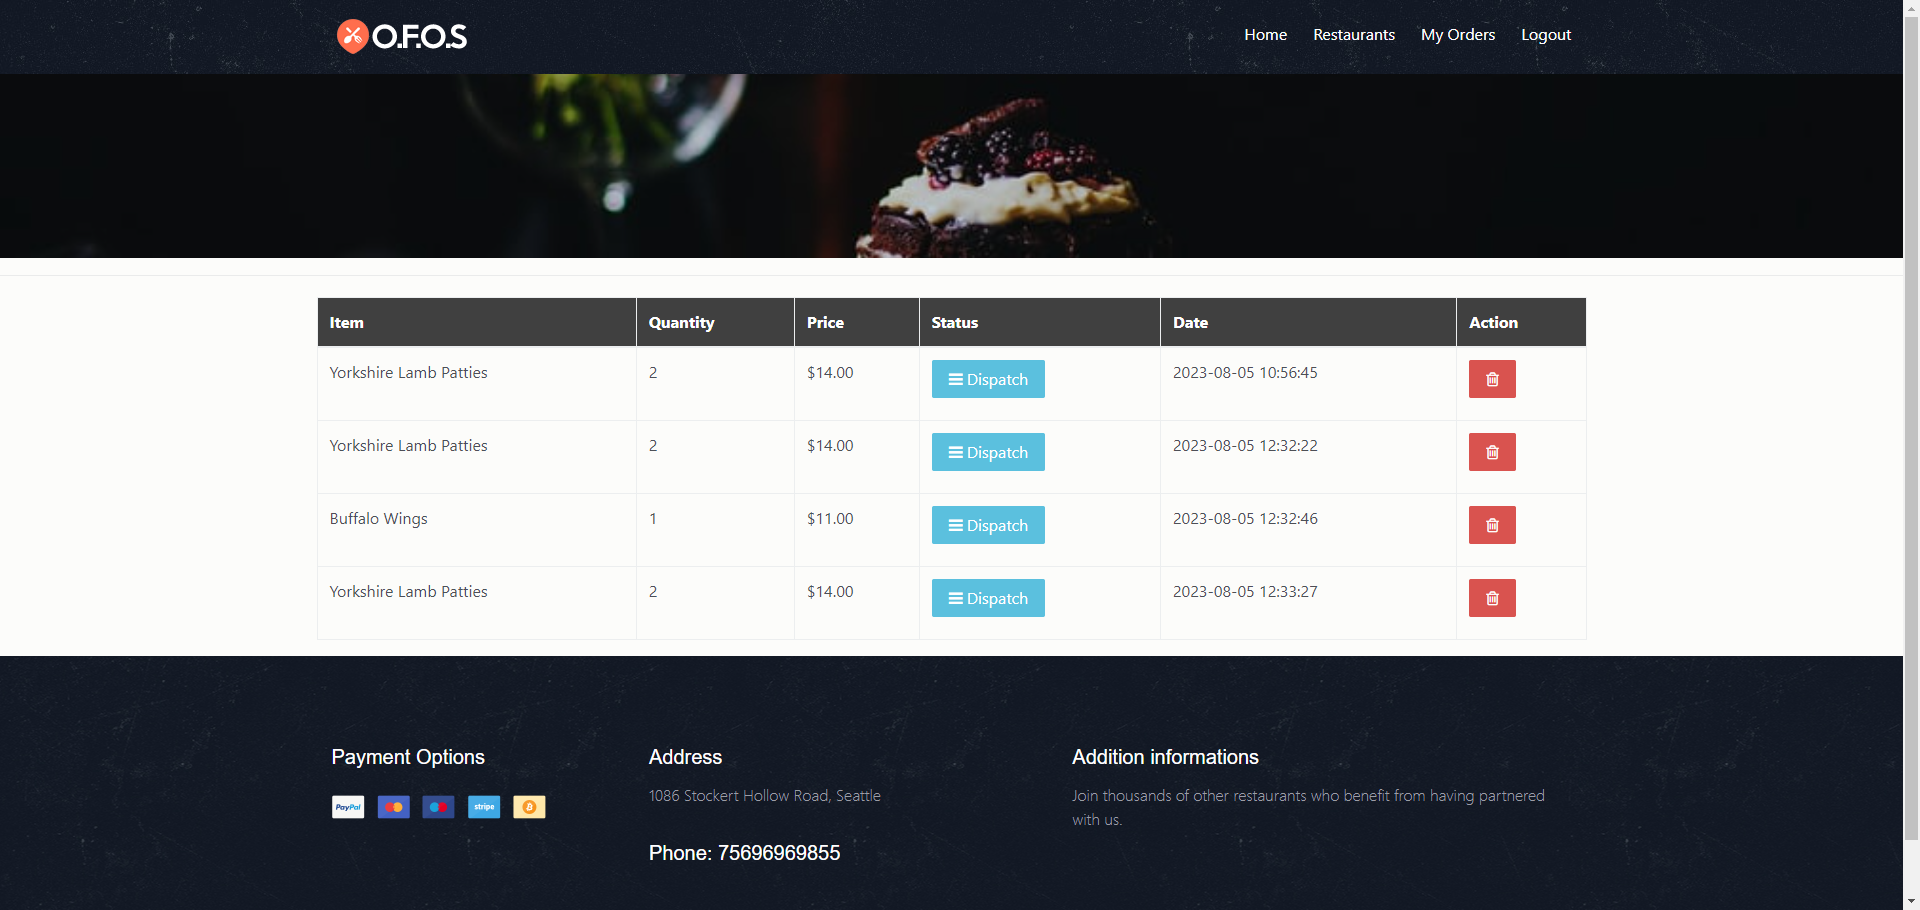 O.F.O.S
Home Restaurants My Orders Logout
Item Quantity Price Status Date Action
Yorkshire Lamb Patties 2 $14.00 Dispatch 2023-08-05 10:56:45
Yorkshire Lamb Patties 2 $14.00 Dispatch 2023-08-05 12:32:22
Buffalo Wings 1 $11.00 Dispatch 2023-08-05 12:32:46
Yorkshire Lamb Patties 2 $14.00 Dispatch 2023-08-05 12:33:27
Payment Options
PayPal stripe
Address
1086 Stockert Hollow Road, Seattle
Phone: 75696969855
Addition informations
Join thousands of other restaurants who benefit from having partnered
with us.